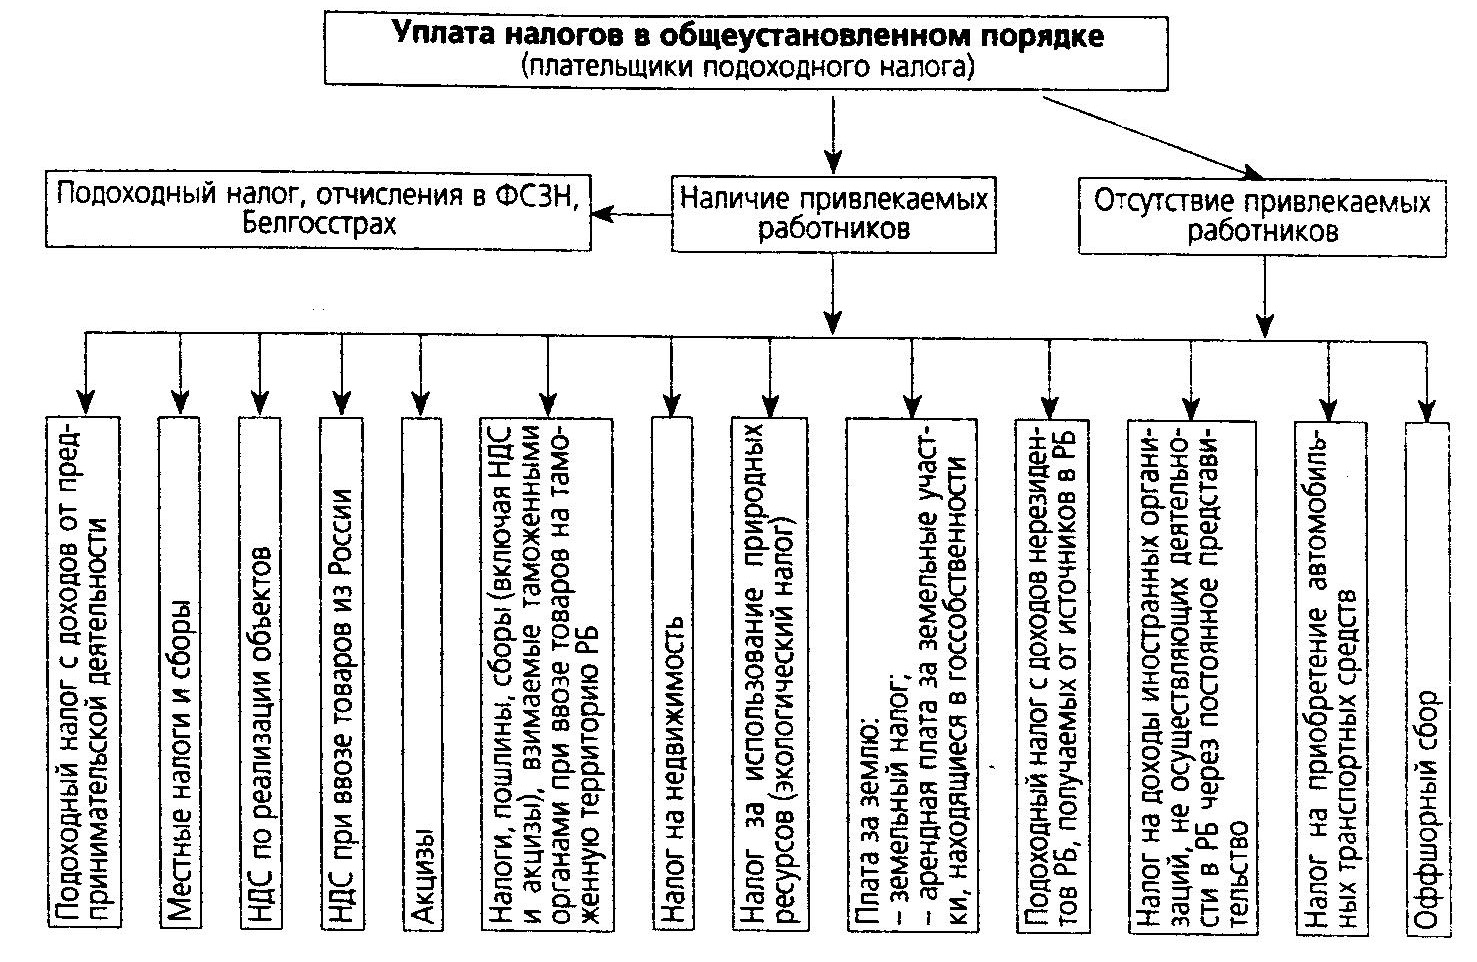 Уплата налогов в общеустановленном порядке
(плательщики подоходного налога)
Подоходный налог, отчисления в ФСЗН,
Белгосстрах
Наличие привлекаемых
работников
Отсутствие привлекаемых
работников
Подоходный налог с доходов от пред-
принимательской деятельности
Местные налоги и сборы
НДС по реализации объектов
НДС при ввозе товаров из России
Акцизы
Налоги, пошлины, сборы (включая НДС
и акцизы), взимаемые таможенными
органами при ввозе товаров на тамо-
женную территорию РБ
Налог на недвижимость
Налог за использование природных
ресурсов (экологический налог)
Плата за землю:
– земельный налог;
– арендная плата за земельные участ-
ки, находящиеся в гособственности
Подоходный налог с доходов нерезиден-
тов РБ, получаемых от источников в РБ
Налог на доходы иностранных органи-
заций, не осуществляющих деятельно-
сти в РБ через постоянное представи-
тельство
Налог на приобретение автомобиль-
ных транспортных средств
Оффшорный сбор